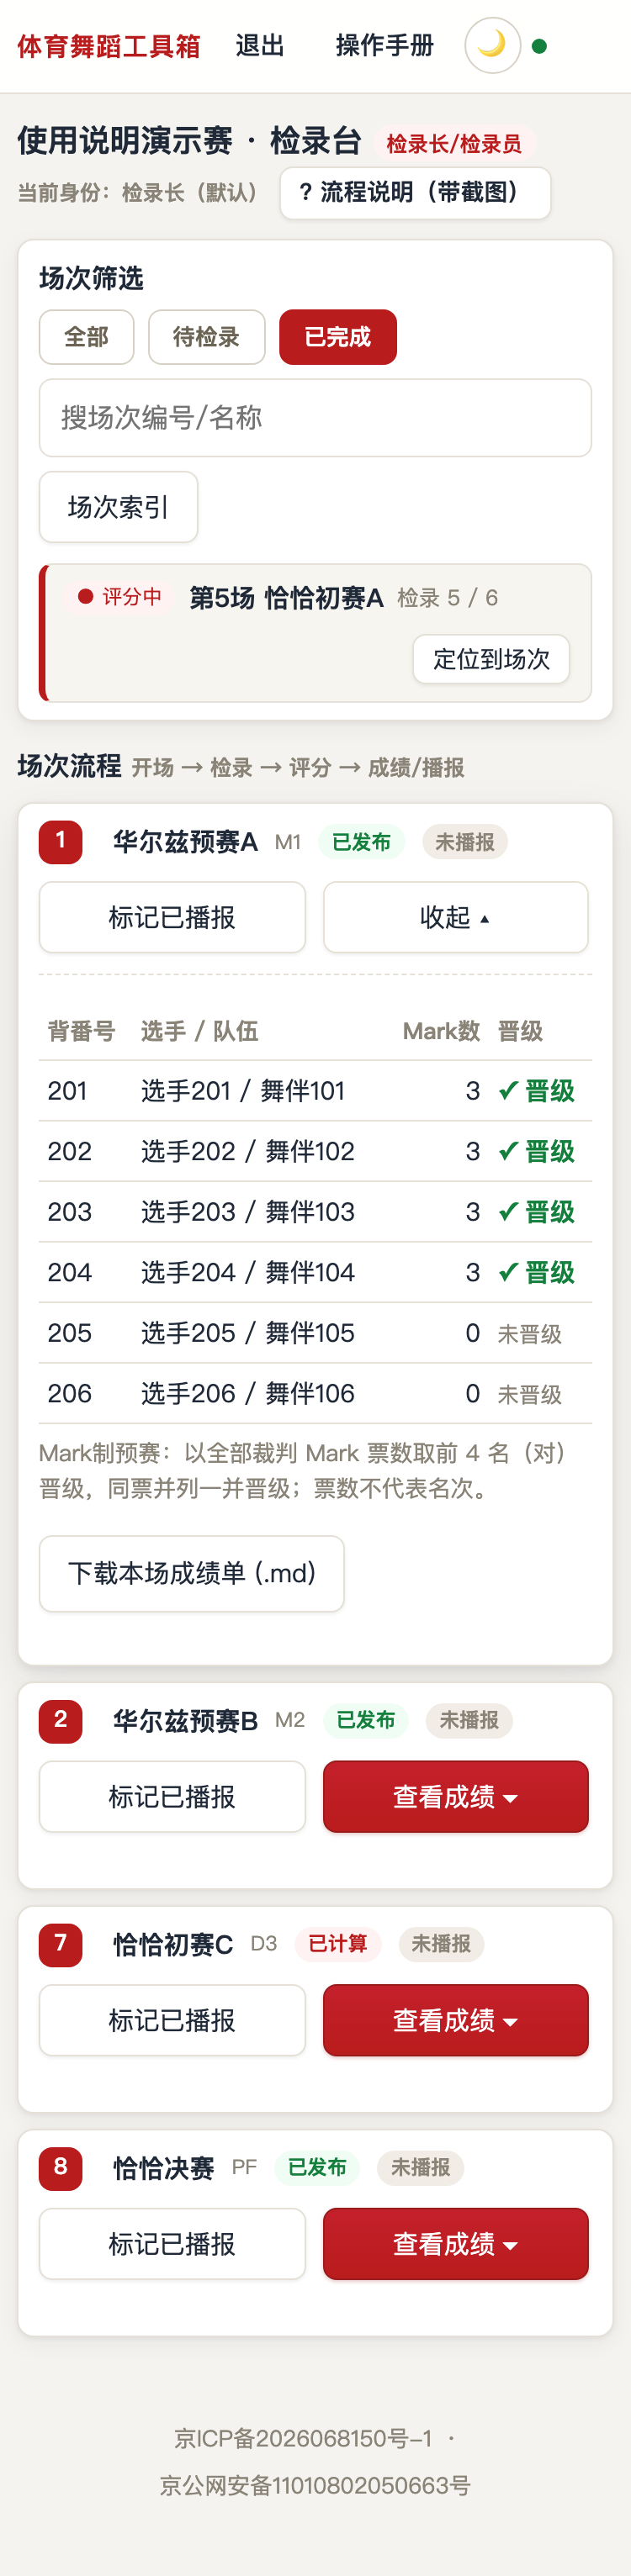 体育舞蹈工具箱 退出 操作手册
使用说明演示赛 · 检录台 检录长/检录员
当前身份：检录长（默认） ? 流程说明（带截图）
场次筛选
全部 待检录 已完成
搜场次编号/名称
场次索引
评分中 第5场 恰恰初赛A 检录 5 / 6
定位到场次
场次流程 开场 → 检录 → 评分 → 成绩/播报
1 华尔兹预赛A M1 已发布 未播报
标记已播报 收起 ▴
背番号 选手 / 队伍 Mark数 晋级
201 选手201 / 舞伴101 3 ✓ 晋级
202 选手202 / 舞伴102 3 ✓ 晋级
203 选手203 / 舞伴103 3 ✓ 晋级
204 选手204 / 舞伴104 3 ✓ 晋级
205 选手205 / 舞伴105 0 未晋级
206 选手206 / 舞伴106 0 未晋级
Mark制预赛：以全部裁判 Mark 票数取前 4 名（对）
晋级，同票并列一并晋级；票数不代表名次。
下载本场成绩单 (.md)
2 华尔兹预赛B M2 已发布 未播报
标记已播报 查看成绩 ▾
7 恰恰初赛C D3 已计算 未播报
标记已播报 查看成绩 ▾
8 恰恰决赛 PF 已发布 未播报
标记已播报 查看成绩 ▾
京ICP备2026068150号-1 ·
京公网安备11010802050663号